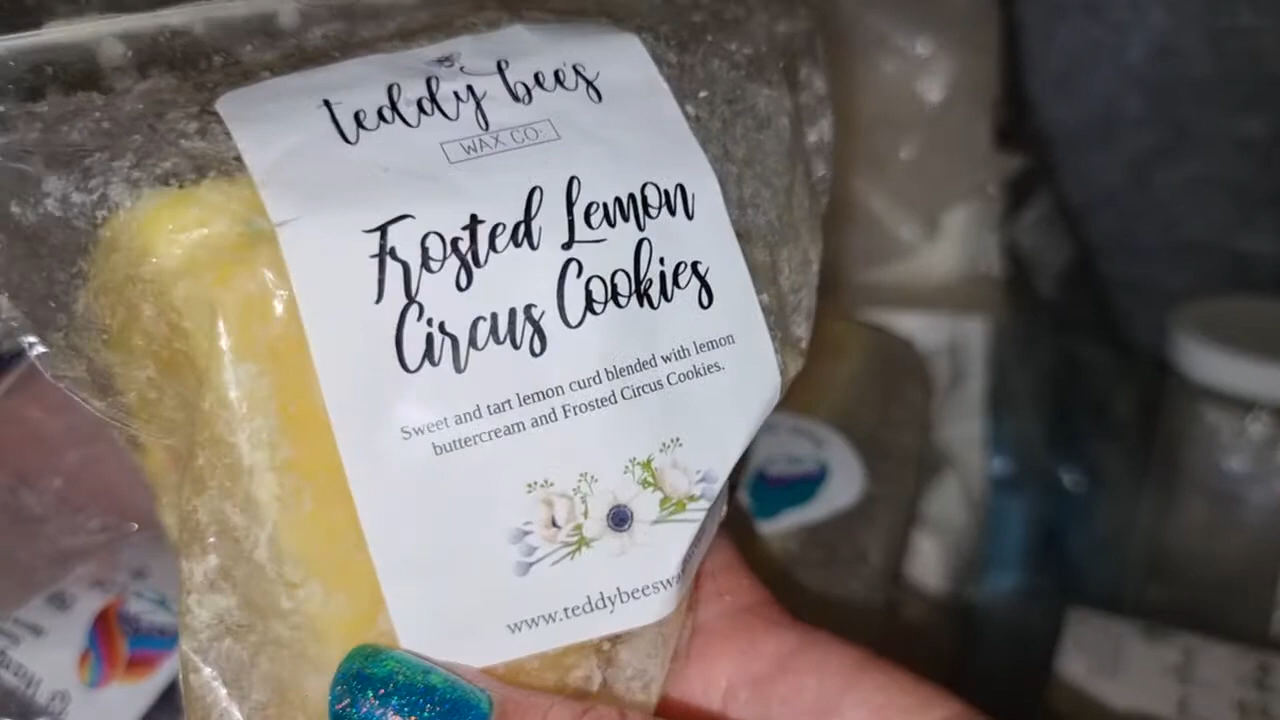 teddy bee's
WAX CO.
Frosted Lemon
Circus Cookies
Sweet and tart lemon curd blended with lemon
buttercream and Frosted Circus Cookies.
www.teddybeeswa